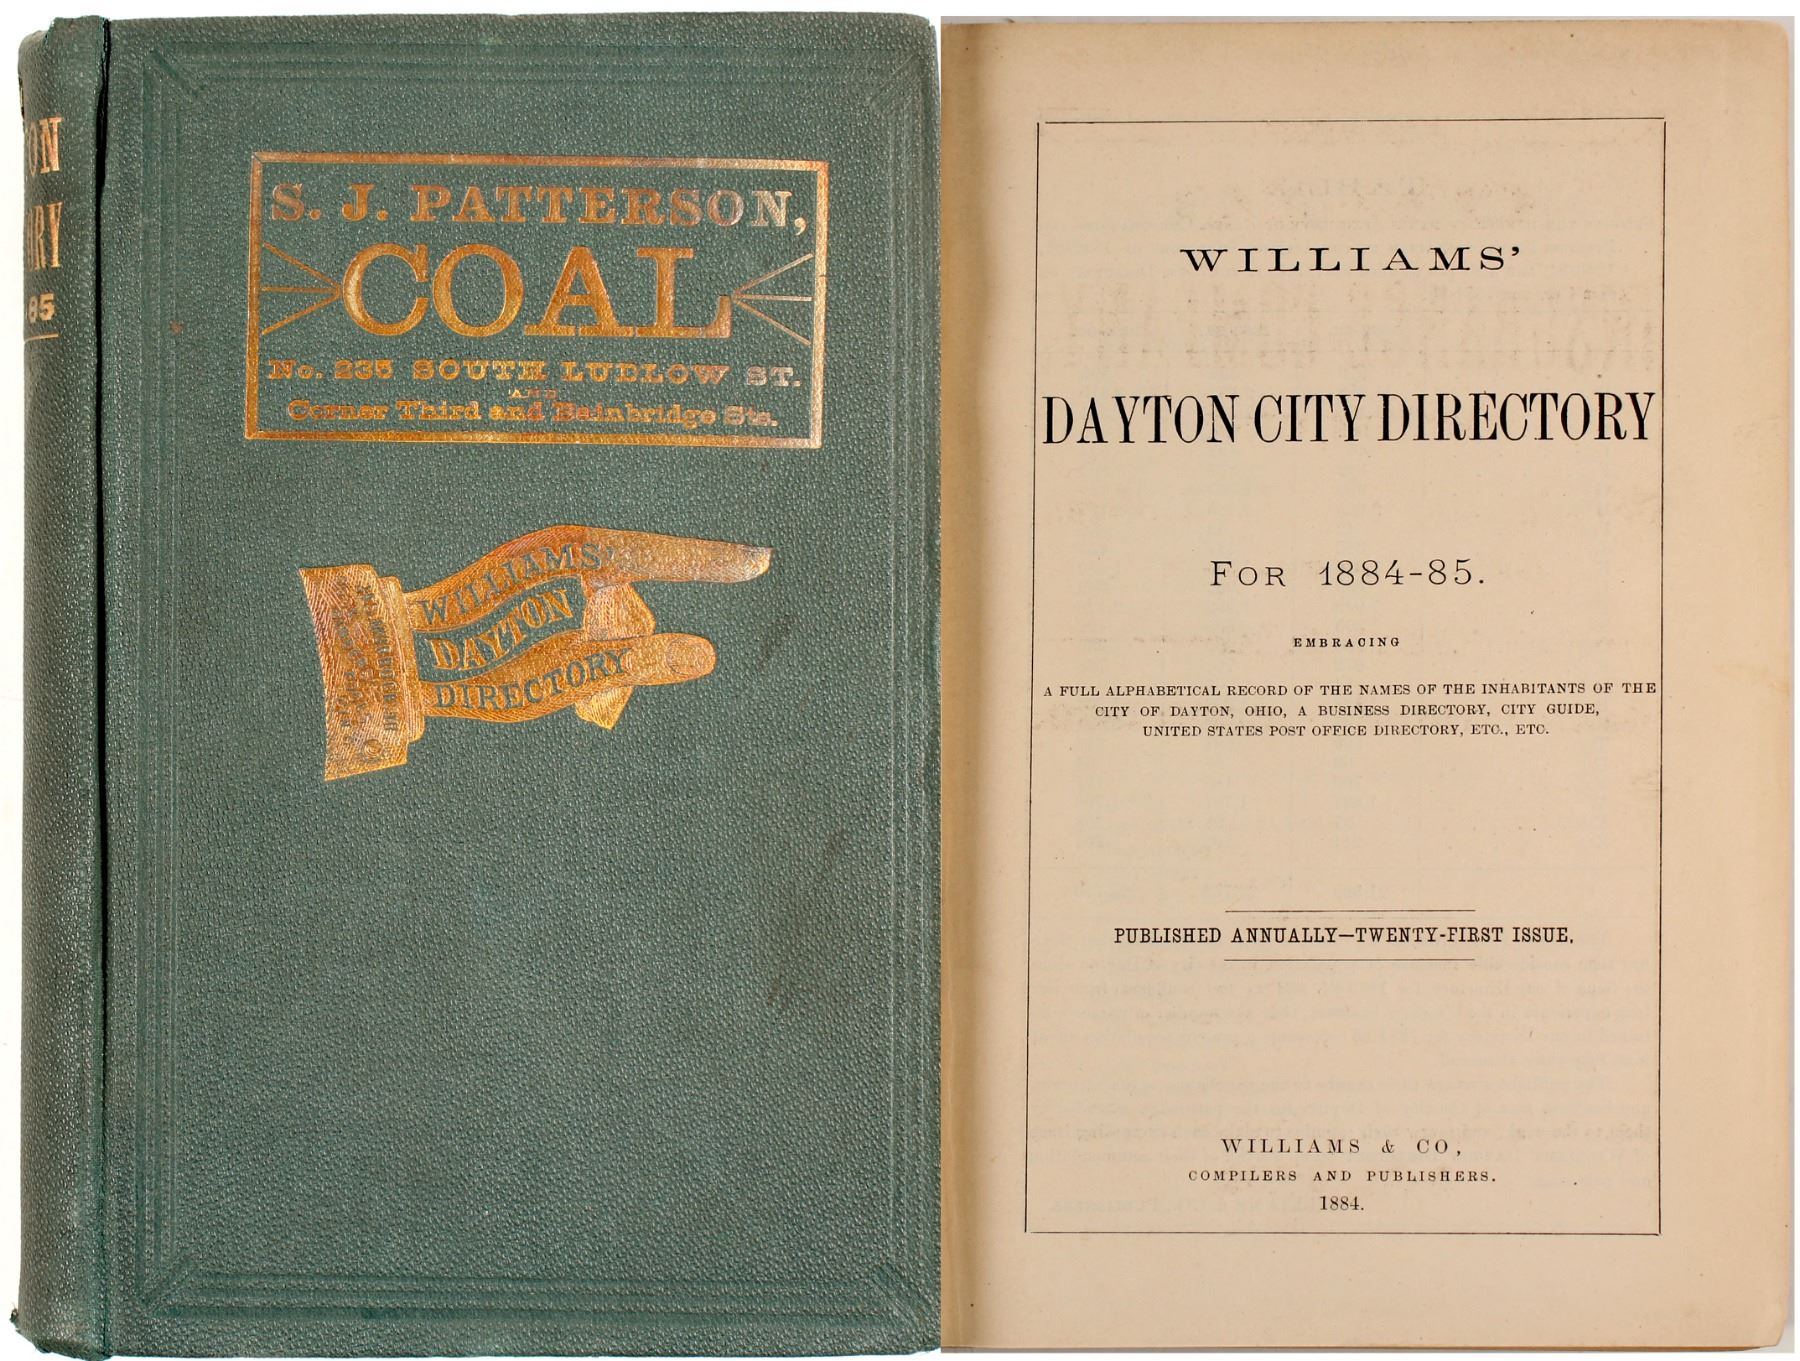 ON
RY
85
S. J. PATTERSON,
COAL
No. 235 SOUTH LUDLOW ST.
AND
Corner Third and Bainbridge Sts.
WILLIAMS'
DAYTON
DIRECTORY
WILLIAMS'
DAYTON CITY DIRECTORY
FOR 1884-85.
EMBRACING
A FULL ALPHABETICAL RECORD OF THE NAMES OF THE INHABITANTS OF THE
CITY OF DAYTON, OHIO, A BUSINESS DIRECTORY, CITY GUIDE,
UNITED STATES POST OFFICE DIRECTORY, ETC., ETC.
PUBLISHED ANNUALLY—TWENTY-FIRST ISSUE,
WILLIAMS & CO,
COMPILERS AND PUBLISHERS.
1884.